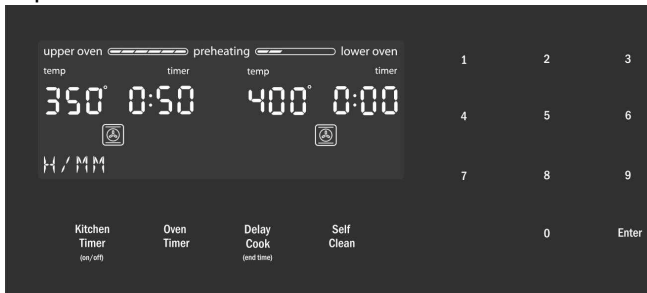 upper oven preheating lower oven
temp timer temp timer
350° 0:50 400° 0:00
H/MM
Kitchen Timer (on/off)
Oven Timer
Delay Cook (end time)
Self Clean
1 2 3
4 5 6
7 8 9
0 Enter